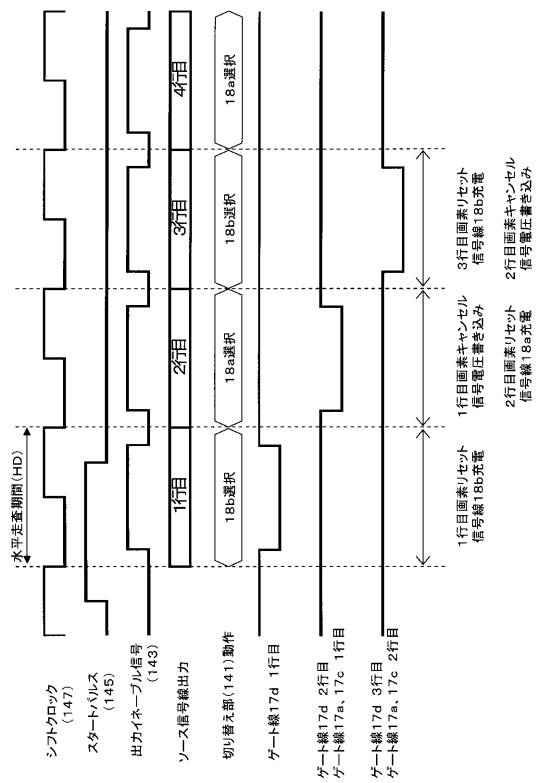 水平走査期間(HD)
シフトクロック
(147)
スタートパルス
(145)
出力イネーブル信号
(143)
ソース信号線出力
1行目
2行目
3行目
4行目
切り替え部(141)動作
18b選択
18a選択
18b選択
18a選択
ゲート線17d 1行目
ゲート線17d 2行目
ゲート線17a、17c 1行目
ゲート線17d 3行目
ゲート線17a、17c 2行目
1行目画素リセット
信号線18b充電
1行目画素キャンセル
信号電圧書き込み
2行目画素リセット
信号線18a充電
3行目画素リセット
信号線18b充電
2行目画素キャンセル
信号電圧書き込み